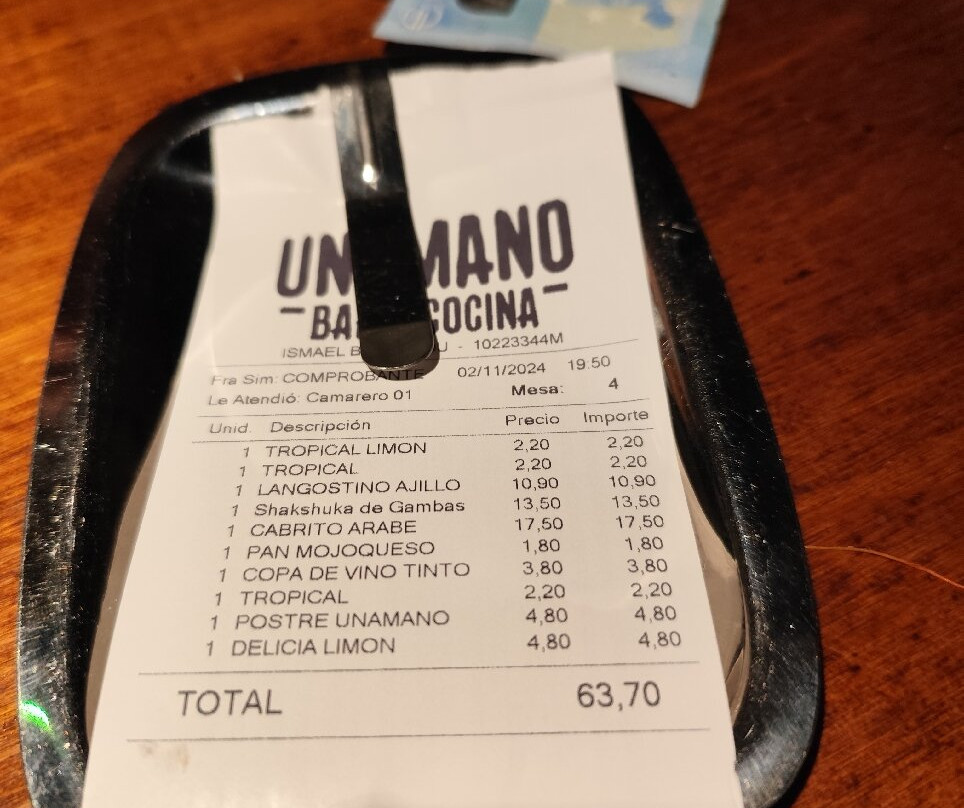 UN MANO
- BA COCINA -
ISMAEL B U - 10223344M
Fra Sim: COMPROBANTE 02/11/2024 19:50
Le Atendió: Camarero 01 Mesa: 4
Unid. Descripción Precio Importe
1 TROPICAL LIMON 2,20 2,20
1 TROPICAL 2,20 2,20
1 LANGOSTINO AJILLO 10,90 10,90
1 Shakshuka de Gambas 13,50 13,50
1 CABRITO ARABE 17,50 17,50
1 PAN MOJOQUESO 1,80 1,80
1 COPA DE VINO TINTO 3,80 3,80
1 TROPICAL 2,20 2,20
1 POSTRE UNAMANO 4,80 4,80
1 DELICIA LIMON 4,80 4,80
TOTAL 63,70